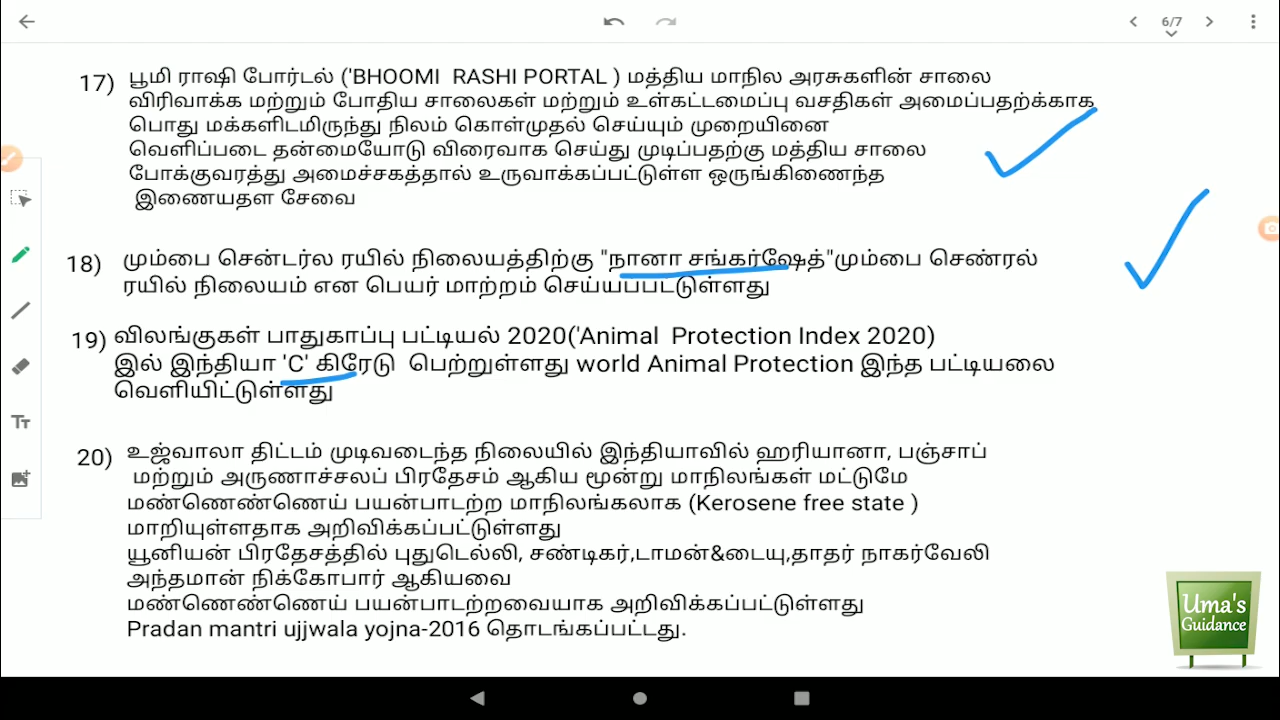 6/7
17) பூமி ராஷி போர்டல் ('BHOOMI RASHI PORTAL ) மத்திய மாநில அரசுகளின் சாலை
விரிவாக்க மற்றும் போதிய சாலைகள் மற்றும் உள்கட்டமைப்பு வசதிகள் அமைப்பதற்க்காக
பொது மக்களிடமிருந்து நிலம் கொள்முதல் செய்யும் முறையினை
வெளிப்படை தன்மையோடு விரைவாக செய்து முடிப்பதற்கு மத்திய சாலை
போக்குவரத்து அமைச்சகத்தால் உருவாக்கப்பட்டுள்ள ஒருங்கிணைந்த
இணையதள சேவை
18) மும்பை சென்டர்ல ரயில் நிலையத்திற்கு "நானா சங்கர்ஷேத்"மும்பை செண்ரல்
ரயில் நிலையம் என பெயர் மாற்றம் செய்யப்பட்டுள்ளது
19) விலங்குகள் பாதுகாப்பு பட்டியல் 2020('Animal Protection Index 2020)
இல் இந்தியா 'C' கிரேடு பெற்றுள்ளது world Animal Protection இந்த பட்டியலை
வெளியிட்டுள்ளது
20) உஜ்வாலா திட்டம் முடிவடைந்த நிலையில் இந்தியாவில் ஹரியானா, பஞ்சாப்
மற்றும் அருணாச்சலப் பிரதேசம் ஆகிய மூன்று மாநிலங்கள் மட்டுமே
மண்ணெண்ணெய் பயன்பாடற்ற மாநிலங்கலாக (Kerosene free state )
மாறியுள்ளதாக அறிவிக்கப்பட்டுள்ளது
யூனியன் பிரதேசத்தில் புதுடெல்லி, சண்டிகர்,டாமன்&டையு,தாதர் நாகர்வேலி
அந்தமான் நிக்கோபார் ஆகியவை
மண்ணெண்ணெய் பயன்பாடற்றவையாக அறிவிக்கப்பட்டுள்ளது
Pradan mantri ujjwala yojna-2016 தொடங்கப்பட்டது.
Tт
Uma's
Guidance